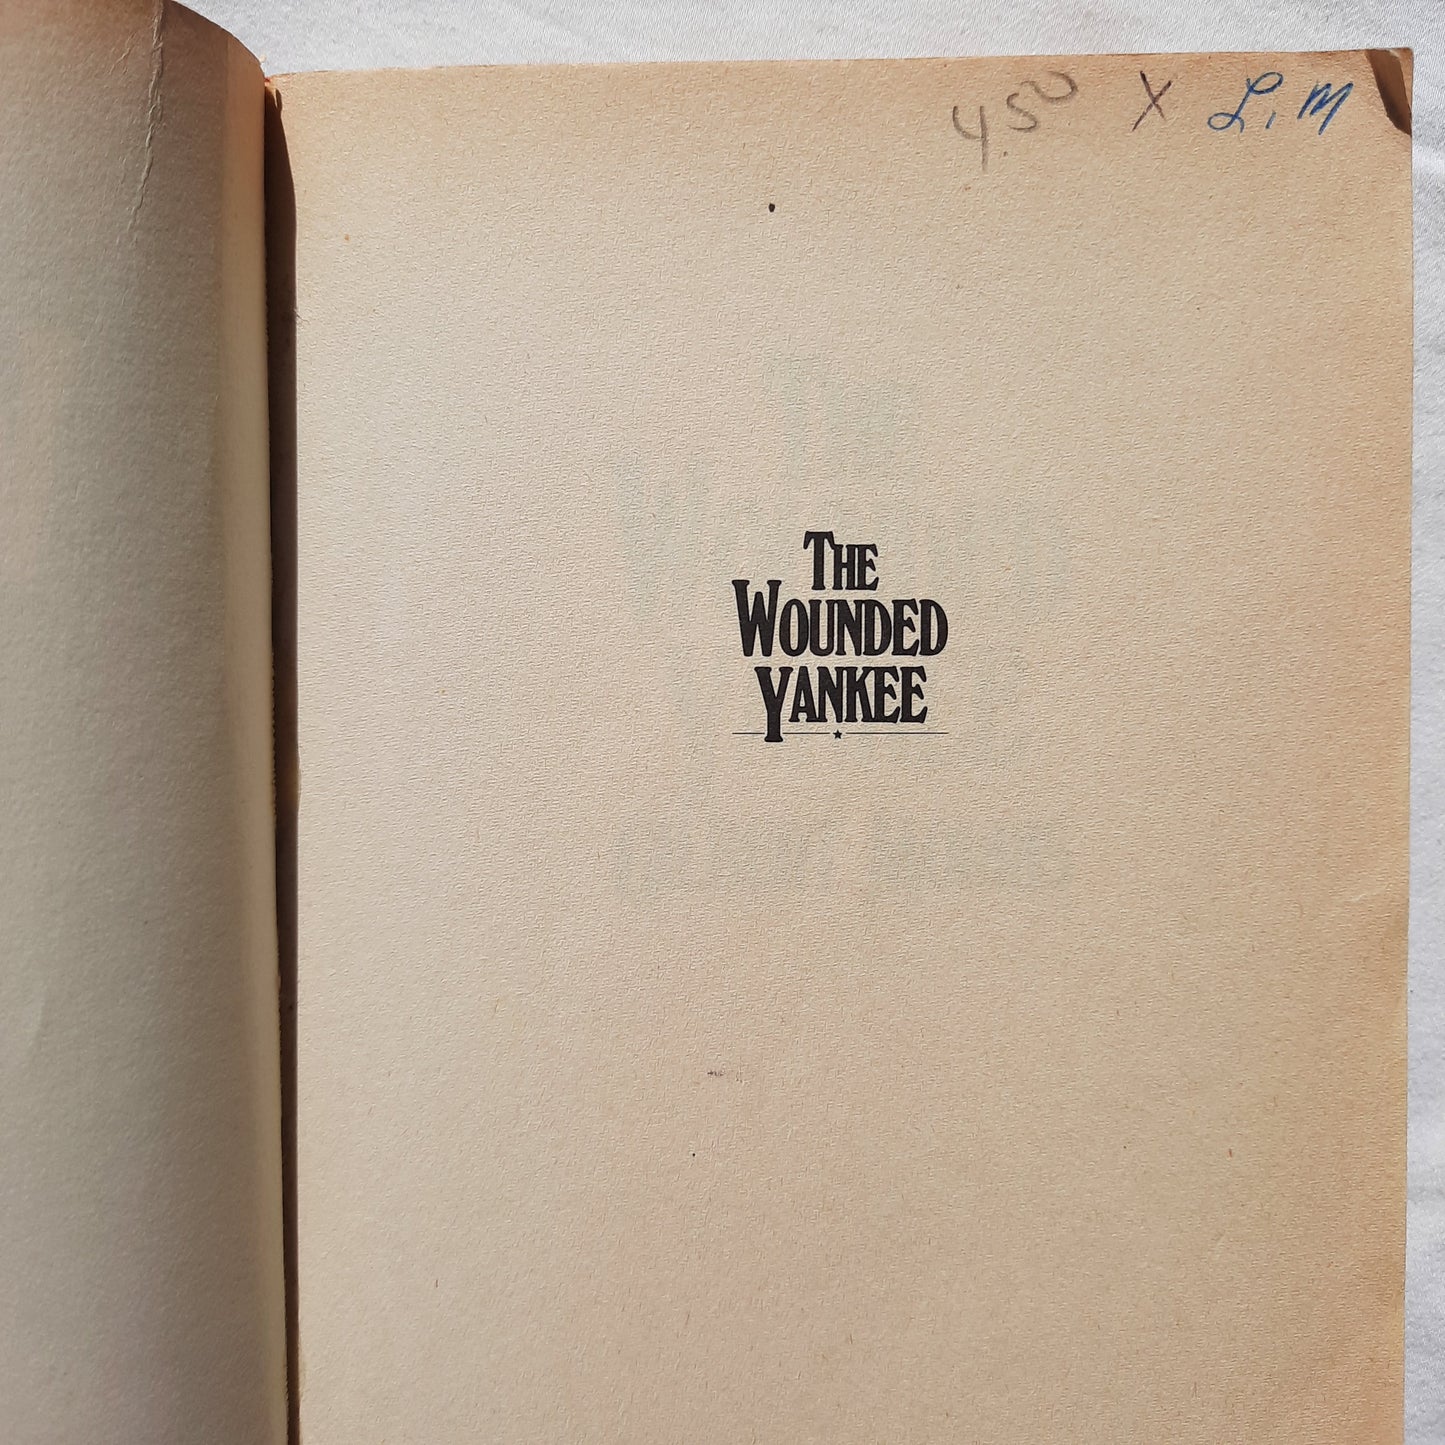 4.50 X L.M
THE
WOUNDED
YANKEE